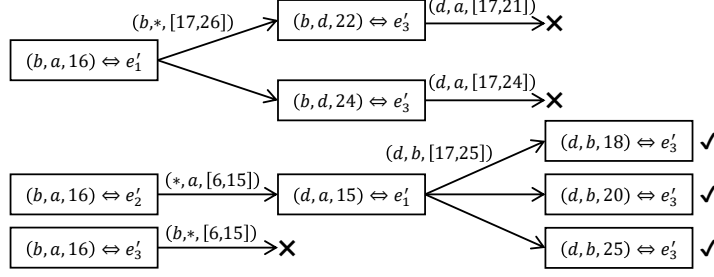 (b,∗,[17,26])
(b, d, 22) ⇔ e′₃
(d, a, [17,21])
×
(b, a, 16) ⇔ e′₁
(b, d, 24) ⇔ e′₃
(d, a, [17,24])
×
(d, b, [17,25])
(d, b, 18) ⇔ e′₃ ✓
(b, a, 16) ⇔ e′₂
(∗, a, [6,15])
(d, a, 15) ⇔ e′₁
(d, b, 20) ⇔ e′₃ ✓
(b, a, 16) ⇔ e′₃
(b,∗, [6,15])
×
(d, b, 25) ⇔ e′₃ ✓